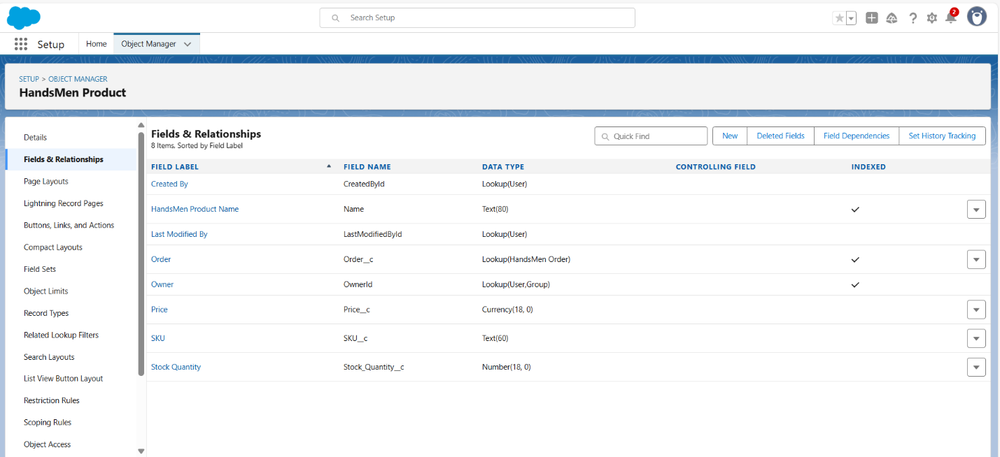 Search Setup
2
Setup
Home
Object Manager
SETUP > OBJECT MANAGER
HandsMen Product
Details
Fields & Relationships
Page Layouts
Lightning Record Pages
Buttons, Links, and Actions
Compact Layouts
Field Sets
Object Limits
Record Types
Related Lookup Filters
Search Layouts
List View Button Layout
Restriction Rules
Scoping Rules
Object Access
Fields & Relationships
8 Items, Sorted by Field Label
Quick Find
New
Deleted Fields
Field Dependencies
Set History Tracking
FIELD LABEL FIELD NAME DATA TYPE CONTROLLING FIELD INDEXED
Created By CreatedById Lookup(User)
HandsMen Product Name Name Text(80)
Last Modified By LastModifiedById Lookup(User)
Order Order__c Lookup(HandsMen Order)
Owner OwnerId Lookup(User,Group)
Price Price__c Currency(18, 0)
SKU SKU__c Text(60)
Stock Quantity Stock_Quantity__c Number(18, 0)